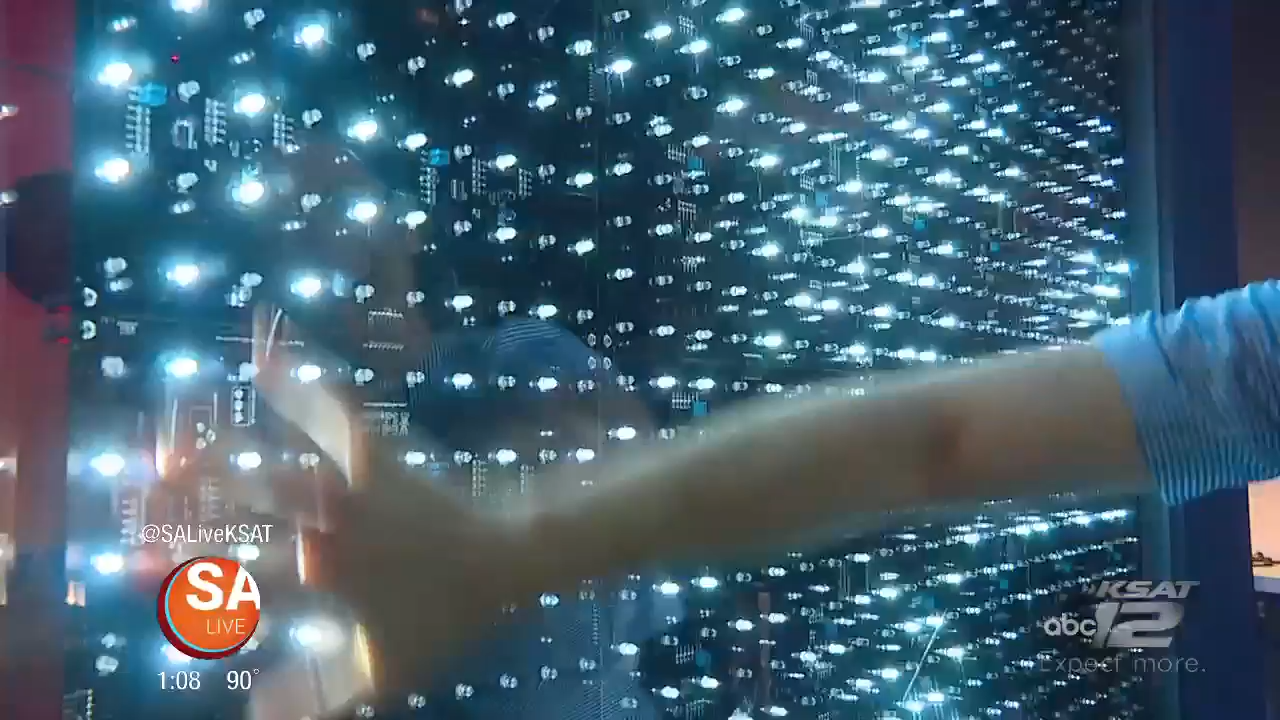 @SALiveKSAT
SA
LIVE
1:08 90°
KSAT
abc 12
Expect more.